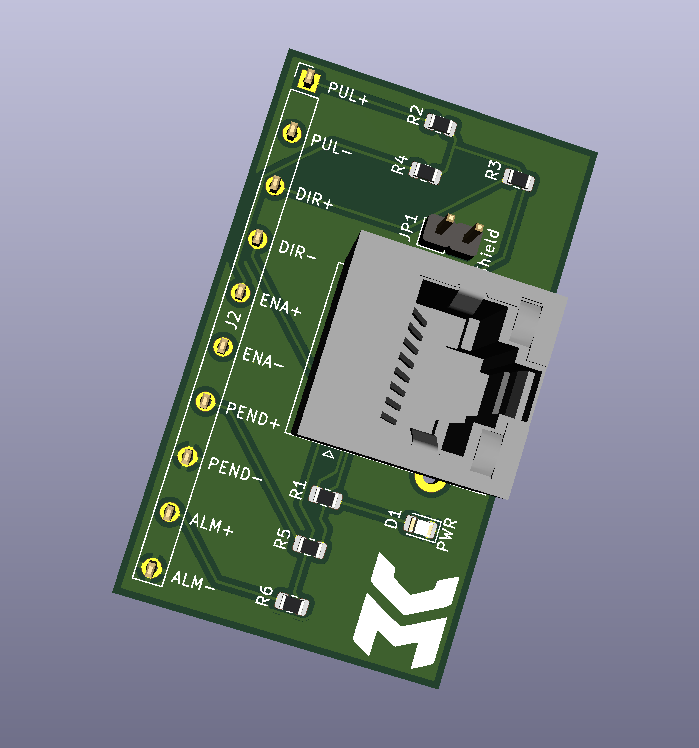 PUL+
R2
PUL-
R4
R3
DIR+
JP1
DIR-
hield
ENA+
J2
ENA-
PEND+
PEND-
R1
ALM+
D1
PWR
R5
ALM-
R6